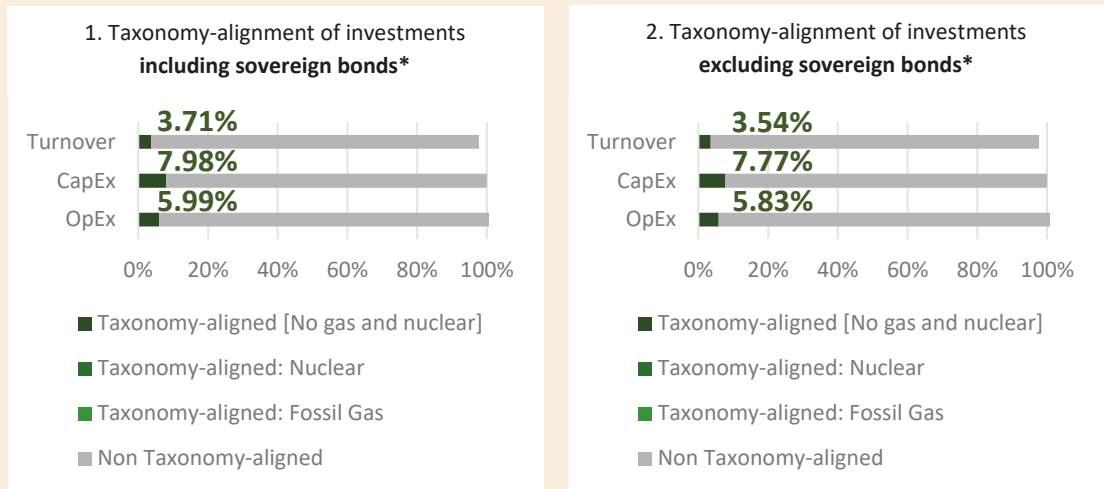 1. Taxonomy-alignment of investments
including sovereign bonds*
3.71%
Turnover
7.98%
CapEx
5.99%
OpEx
0% 20% 40% 60% 80% 100%
Taxonomy-aligned [No gas and nuclear]
Taxonomy-aligned: Nuclear
Taxonomy-aligned: Fossil Gas
Non Taxonomy-aligned
2. Taxonomy-alignment of investments
excluding sovereign bonds*
3.54%
Turnover
7.77%
CapEx
5.83%
OpEx
0% 20% 40% 60% 80% 100%
Taxonomy-aligned [No gas and nuclear]
Taxonomy-aligned: Nuclear
Taxonomy-aligned: Fossil Gas
Non Taxonomy-aligned